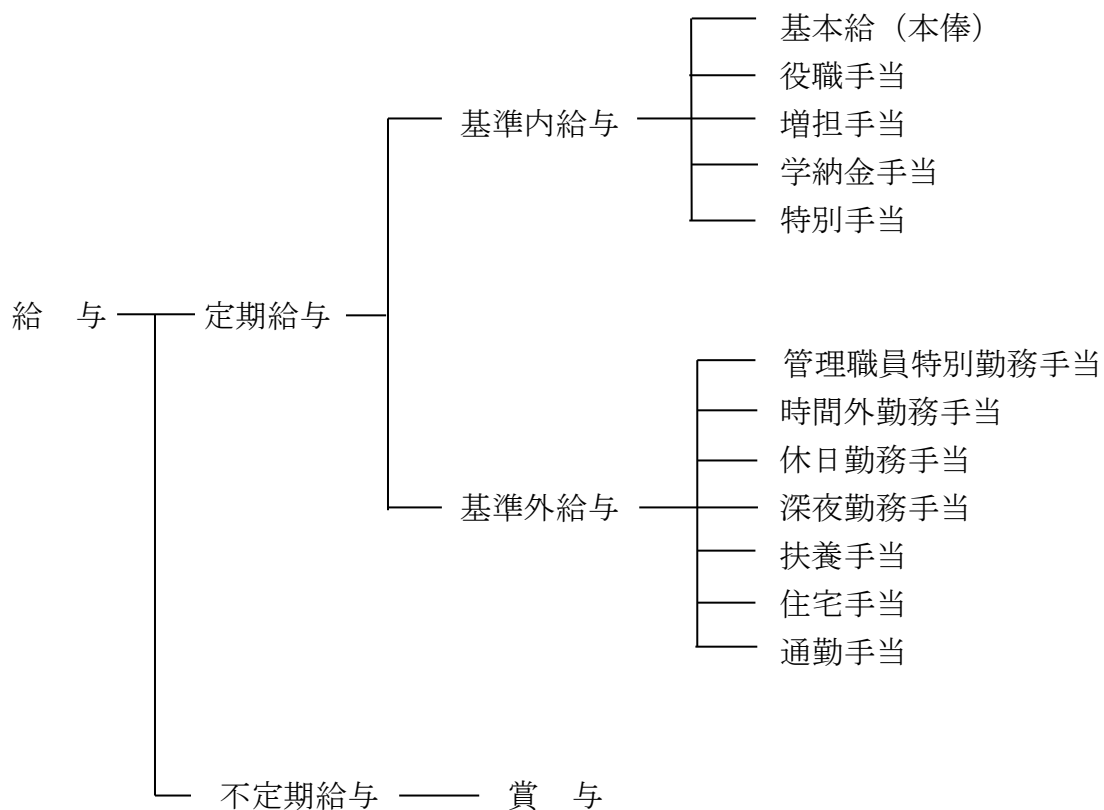 基本給（本俸）
役職手当
基準内給与
増担手当
学納金手当
特別手当
給　与
定期給与
管理職員特別勤務手当
時間外勤務手当
休日勤務手当
基準外給与
深夜勤務手当
扶養手当
住宅手当
通勤手当
不定期給与
賞　与